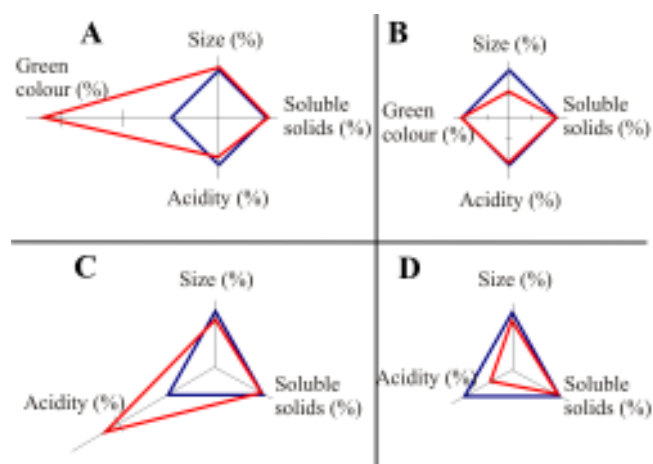 A
Size (%)
Green
colour (%)
Soluble
solids (%)
Acidity (%)
B
Size (%)
Green
colour (%)
Soluble
solids (%)
Acidity (%)
C
Size (%)
Acidity (%)
Soluble
solids (%)
D
Size (%)
Acidity (%)
Soluble
solids (%)